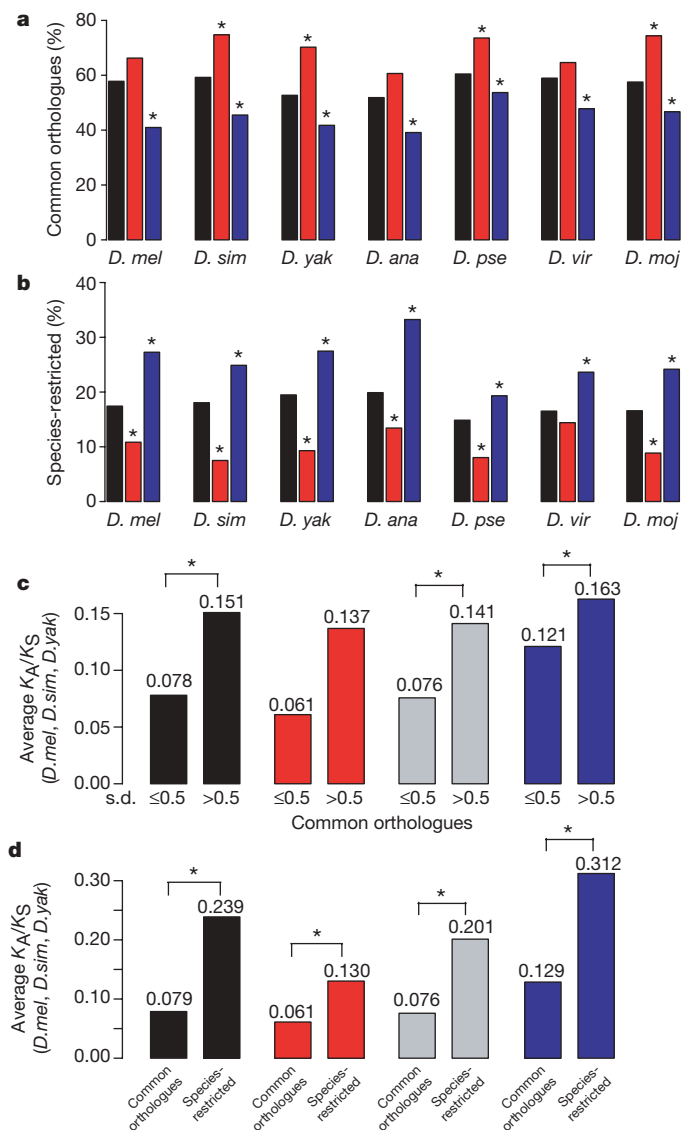 a
Common orthologues (%)
80
60
40
20
0
* * * * * * * * * * *
D. mel D. sim D. yak D. ana D. pse D. vir D. moj
b
Species-restricted (%)
40
30
20
10
0
* * * * * * * * * * * * *
D. mel D. sim D. yak D. ana D. pse D. vir D. moj
c
Average KA/KS
(D.mel, D.sim, D.yak)
0.15
0.10
0.05
0.00
* * *
0.078 0.151 0.061 0.137 0.076 0.141 0.121 0.163
s.d. ≤0.5 >0.5 ≤0.5 >0.5 ≤0.5 >0.5 ≤0.5 >0.5
Common orthologues
d
Average KA/KS
(D.mel, D.sim, D.yak)
0.30
0.20
0.10
0.00
* * * *
0.079 0.239 0.061 0.130 0.076 0.201 0.129 0.312
Common orthologues
Species-restricted
Common orthologues
Species-restricted
Common orthologues
Species-restricted
Common orthologues
Species-restricted